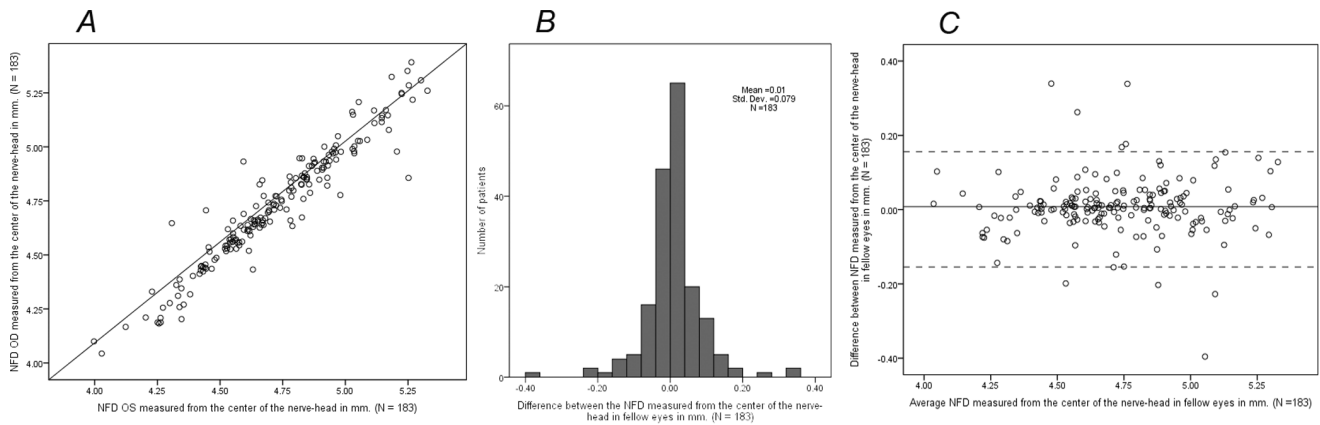 A
NFD OD measured from the center of the nerve-head in mm. (N = 183)
5.25
5.00
4.75
4.50
4.25
4.00
4.00
4.25
4.50
4.75
5.00
5.25
NFD OS measured from the center of the nerve-head in mm. (N = 183)
B
Number of patients
60
40
20
0
Mean =0.01
Std. Dev. =0.079
N =183
-0.40
-0.20
0.00
0.20
0.40
Difference between the NFD measured from the center of the nerve-
head in fellow eyes in mm. (N = 183)
C
Difference between NFD measured from the center of the nerve-head
in fellow eyes in mm. (N = 183)
0.40
0.20
0.00
-0.20
-0.40
4.00
4.25
4.50
4.75
5.00
5.25
Average NFD measured from the center of the nerve-head in fellow eyes in mm. (N =183)